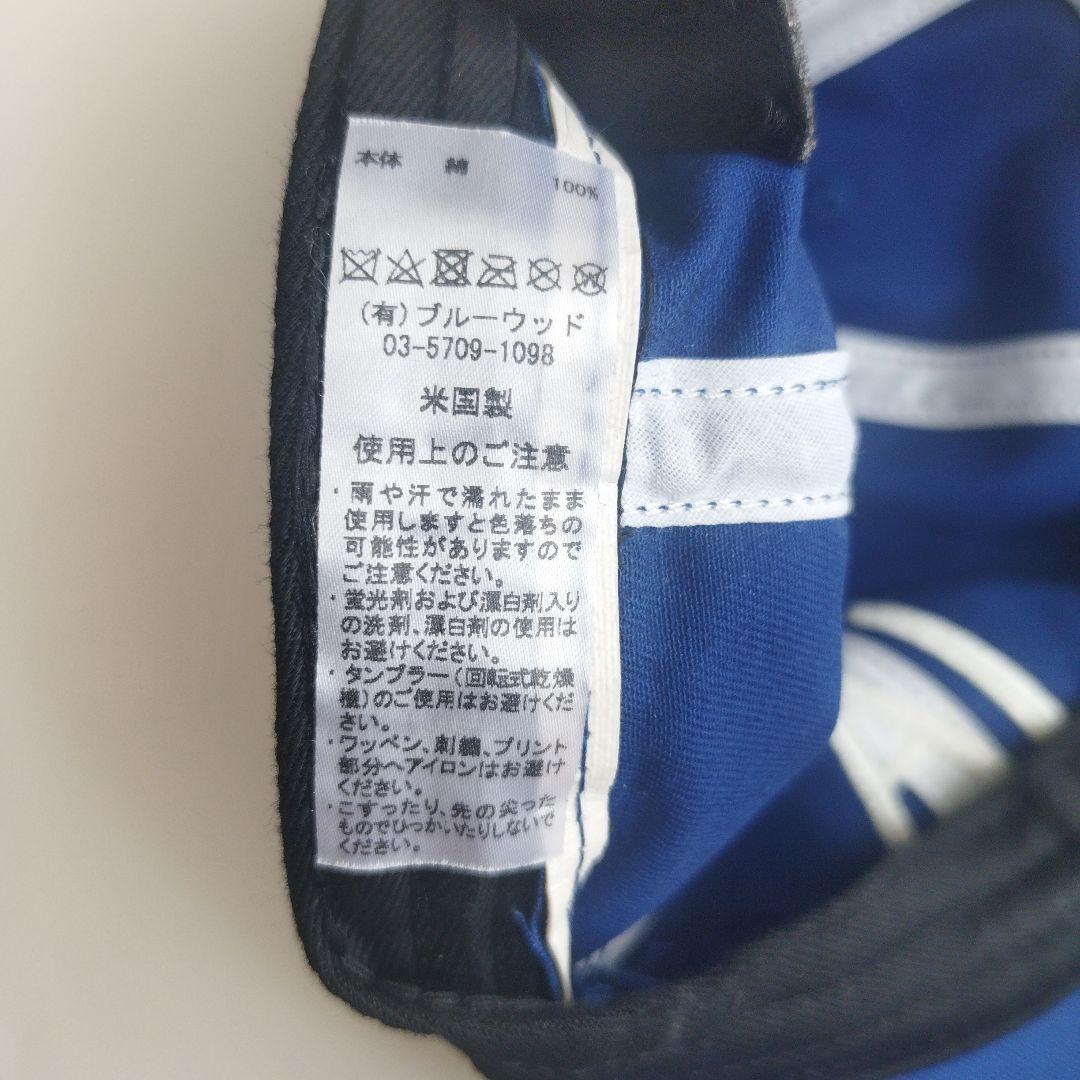 本体 綿 100%
(有)ブルーウッド
03-5709-1098
米国製
使用上のご注意
・雨や汗で濡れたまま
使用しますと色落ちの
可能性がありますので
ご注意ください。
・蛍光剤および漂白剤入り
の洗剤、漂白剤の使用は
お避けください。
・タンブラー(回転式乾燥
機)のご使用はお避けくだ
さい。
・ワッペン、刺繍、プリント
部分へアイロンはお避け
ください。
・こすったり、先の尖った
ものでひっかいたりしないで
ください。